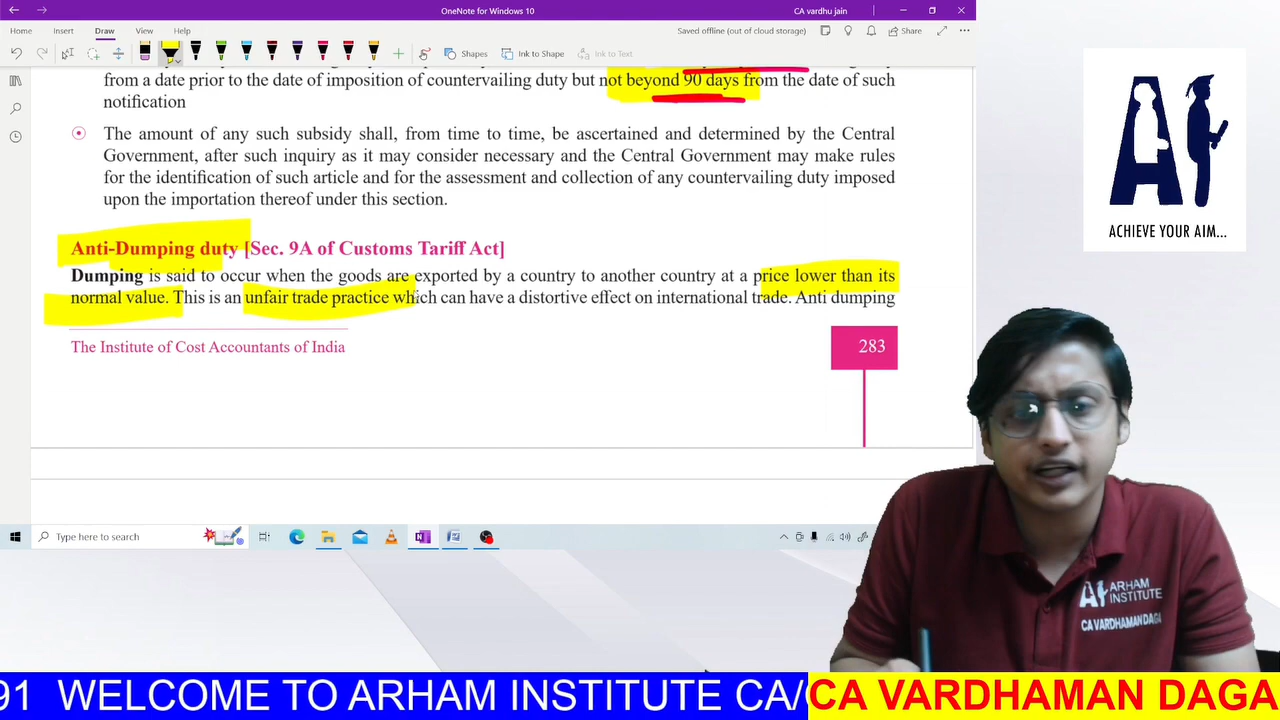 OneNote for Windows 10
CA vardhu jain
Home
Insert
Draw
View
Help
Saved offline (out of cloud storage)
Share
Shapes
Ink to Shape
Ink to Text
from a date prior to the date of imposition of countervailing duty but not beyond 90 days from the date of such
notification
The amount of any such subsidy shall, from time to time, be ascertained and determined by the Central
Government, after such inquiry as it may consider necessary and the Central Government may make rules
for the identification of such article and for the assessment and collection of any countervailing duty imposed
upon the importation thereof under this section.
Anti-Dumping duty [Sec. 9A of Customs Tariff Act]
Dumping is said to occur when the goods are exported by a country to another country at a price lower than its
normal value. This is an unfair trade practice which can have a distortive effect on international trade. Anti dumping
The Institute of Cost Accountants of India
283
Type here to search
ACHIEVE YOUR AIM...
ARHAM
INSTITUTE
CA VARDHAMAN DAGA
91 WELCOME TO ARHAM INSTITUTE CA/
CA VARDHAMAN DAGA